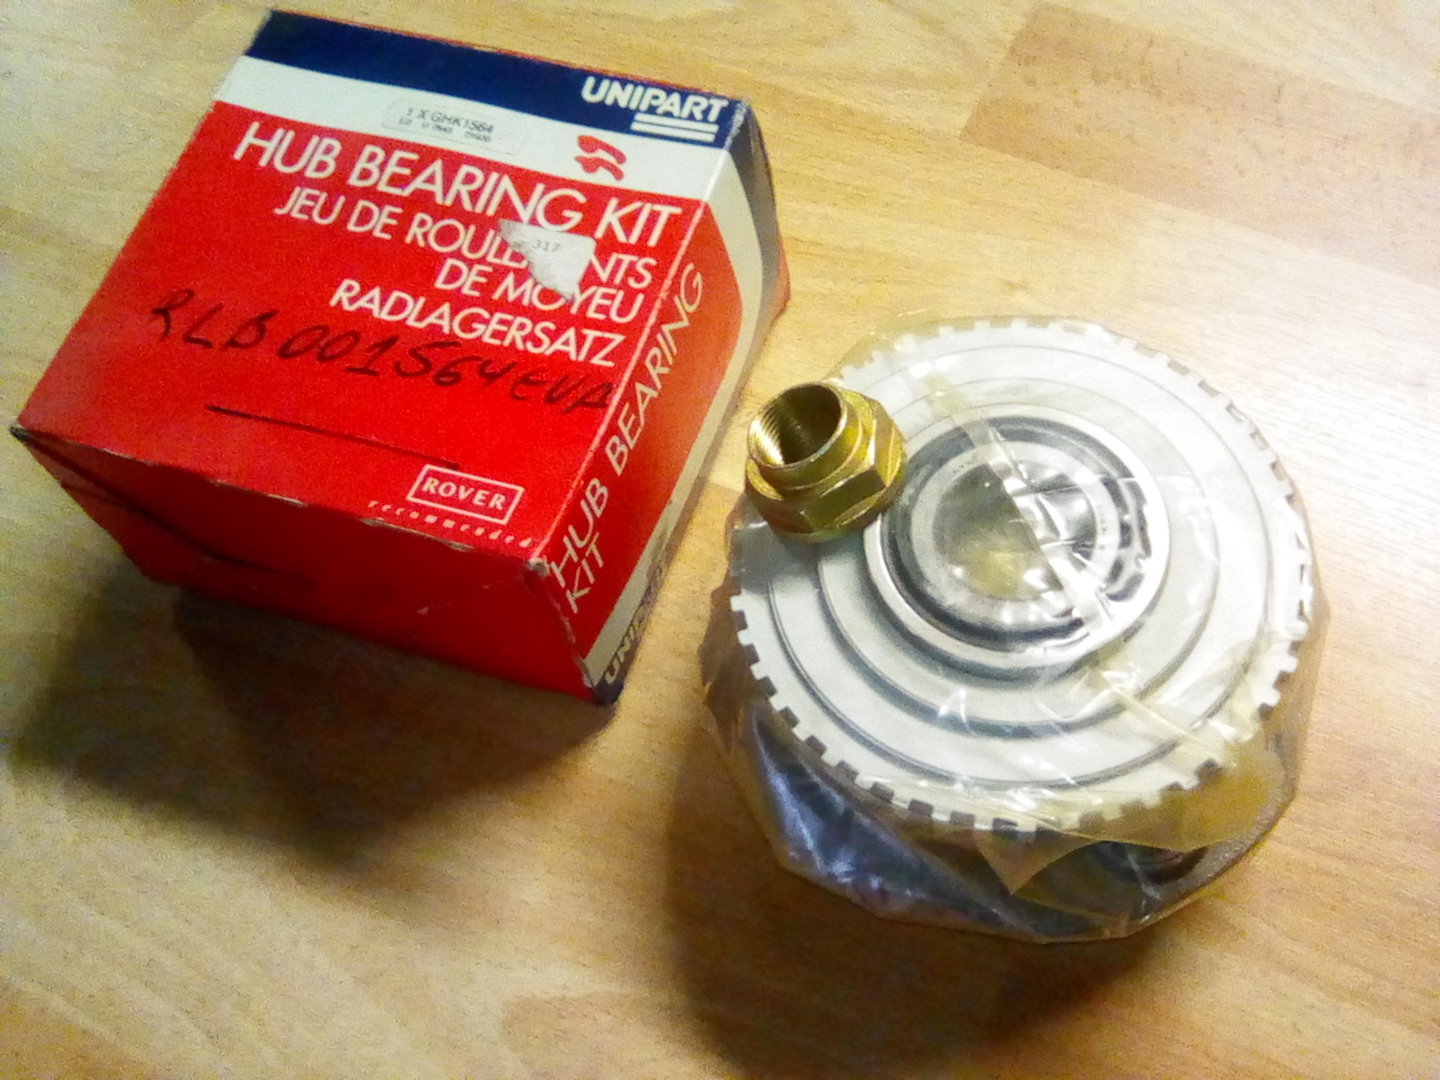 UNIPART
1 X GHK1564
HUB BEARING KIT
JEU DE ROUL NTS
317
DE MOYEU
RADLAGERSATZ
RLB001564EVA
ROVER
recommended
HUB BEARING
KIT